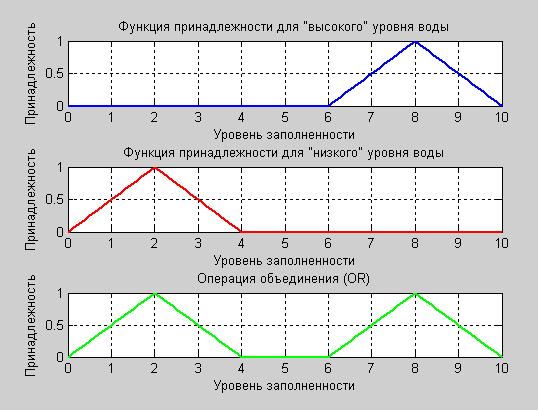 Функция принадлежности для "высокого" уровня воды
Принадлежность
1
0.5
0
0 1 2 3 4 5 6 7 8 9 10
Уровень заполненности
Функция принадлежности для "низкого" уровня воды
Принадлежность
1
0.5
0
0 1 2 3 4 5 6 7 8 9 10
Уровень заполненности
Операция объединения (OR)
Принадлежность
1
0.5
0
0 1 2 3 4 5 6 7 8 9 10
Уровень заполненности